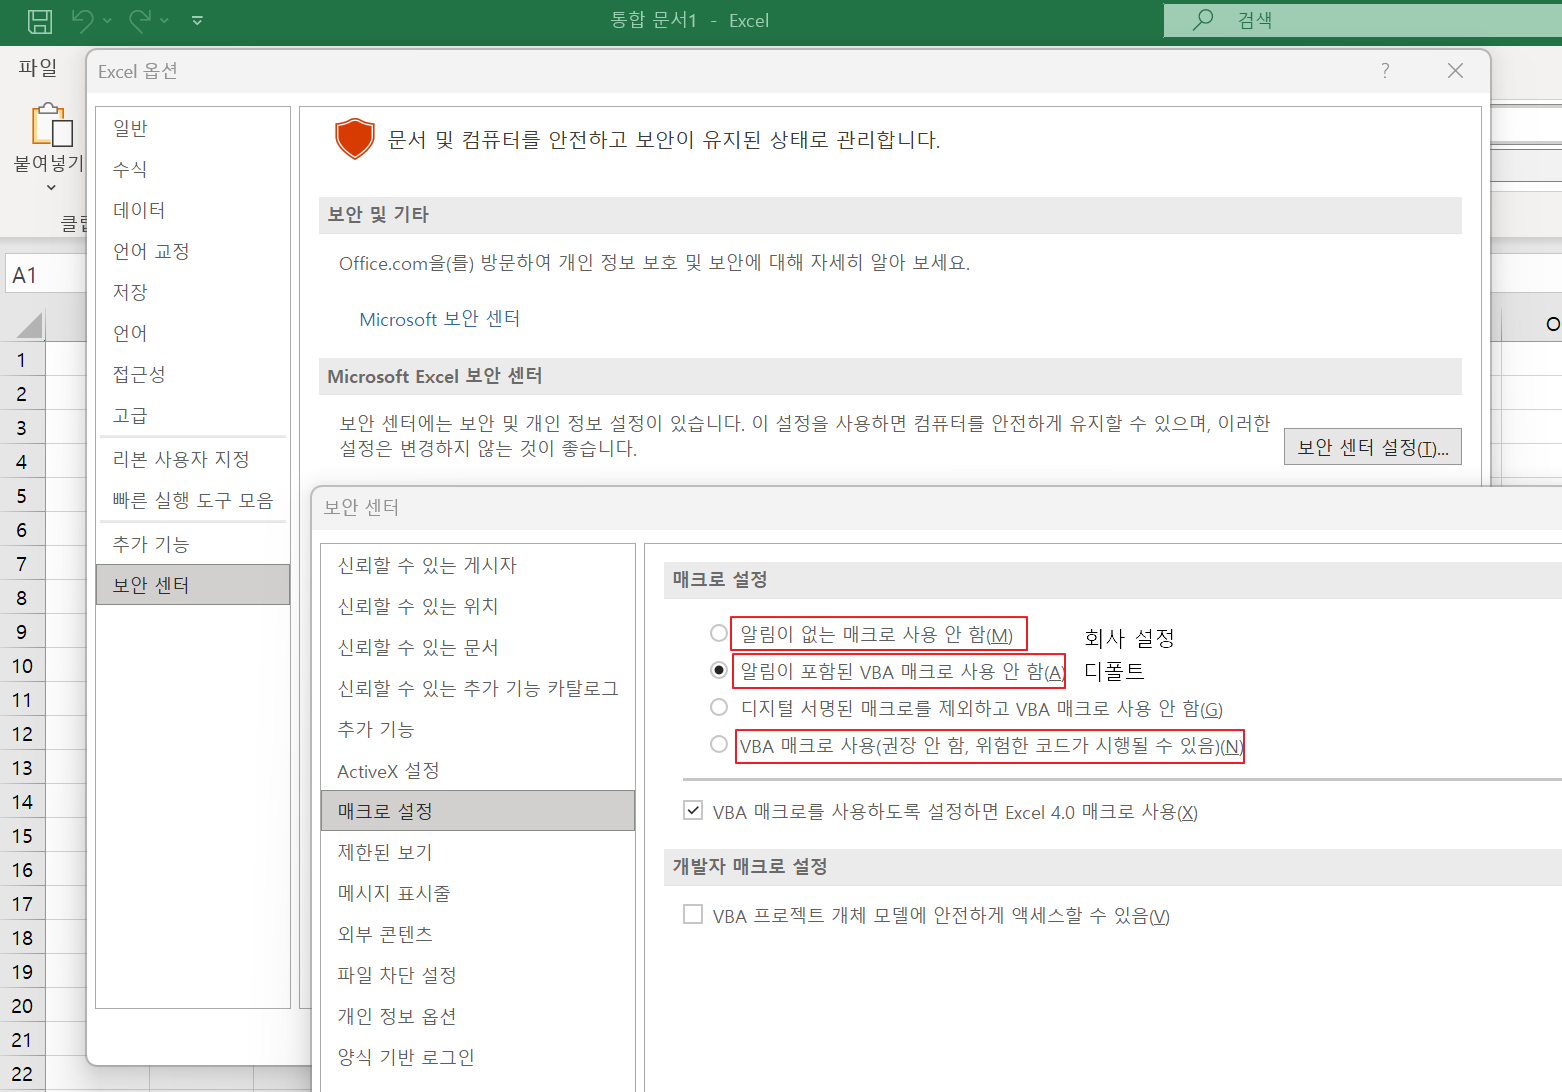 통합 문서1 - Excel
검색
파일
붙여넣기
클립
A1
O
1
2
3
4
5
6
7
8
9
10
11
12
13
14
15
16
17
18
19
20
21
22
Excel 옵션
?
일반
수식
데이터
언어 교정
저장
언어
접근성
고급
리본 사용자 지정
빠른 실행 도구 모음
추가 기능
보안 센터
문서 및 컴퓨터를 안전하고 보안이 유지된 상태로 관리합니다.
보안 및 기타
Office.com을(를) 방문하여 개인 정보 보호 및 보안에 대해 자세히 알아 보세요.
Microsoft 보안 센터
Microsoft Excel 보안 센터
보안 센터에는 보안 및 개인 정보 설정이 있습니다. 이 설정을 사용하면 컴퓨터를 안전하게 유지할 수 있으며, 이러한
설정은 변경하지 않는 것이 좋습니다.
보안 센터 설정(T)...
보안 센터
신뢰할 수 있는 게시자
신뢰할 수 있는 위치
신뢰할 수 있는 문서
신뢰할 수 있는 추가 기능 카탈로그
추가 기능
ActiveX 설정
매크로 설정
제한된 보기
메시지 표시줄
외부 콘텐츠
파일 차단 설정
개인 정보 옵션
양식 기반 로그인
매크로 설정
알림이 없는 매크로 사용 안 함(M) 회사 설정
알림이 포함된 VBA 매크로 사용 안 함(A) 디폴트
디지털 서명된 매크로를 제외하고 VBA 매크로 사용 안 함(G)
VBA 매크로 사용(권장 안 함, 위험한 코드가 시행될 수 있음)(N)
VBA 매크로를 사용하도록 설정하면 Excel 4.0 매크로 사용(X)
개발자 매크로 설정
VBA 프로젝트 개체 모델에 안전하게 액세스할 수 있음(V)